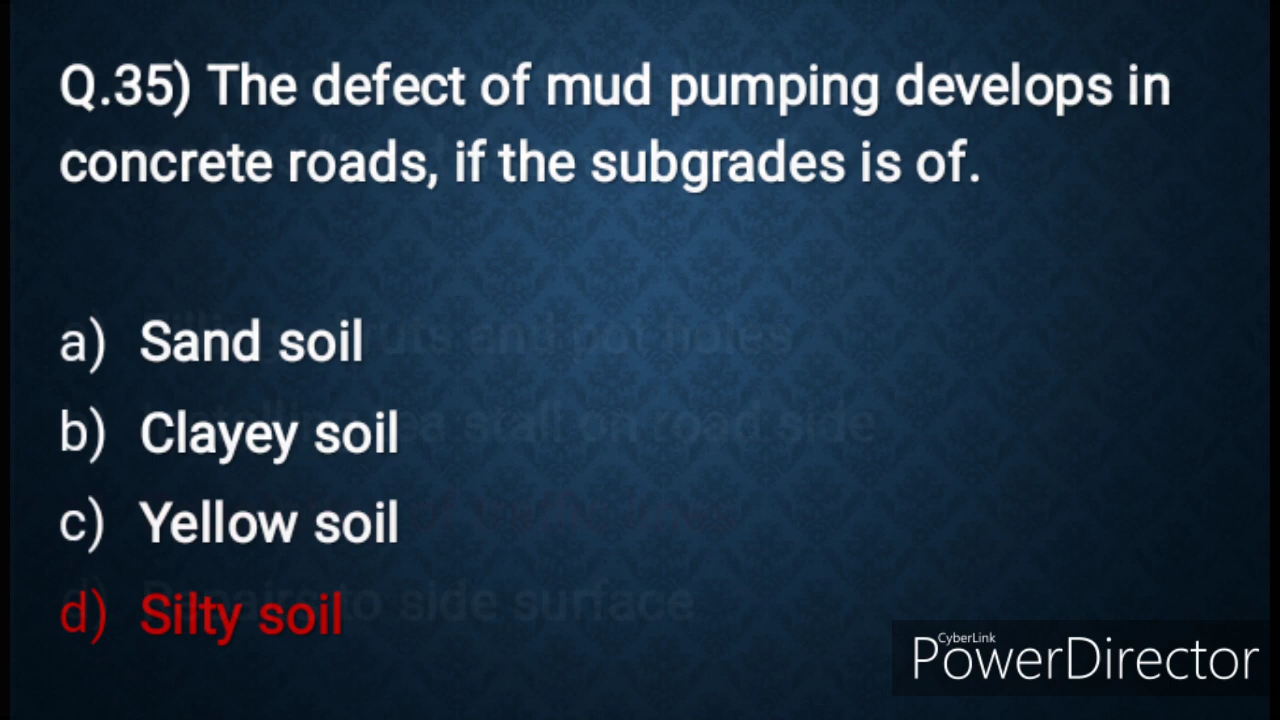 Q.35) The defect of mud pumping develops in
concrete roads, if the subgrades is of.
a) Sand soil
b) Clayey soil
c) Yellow soil
d) Silty soil
CyberLink
PowerDirector